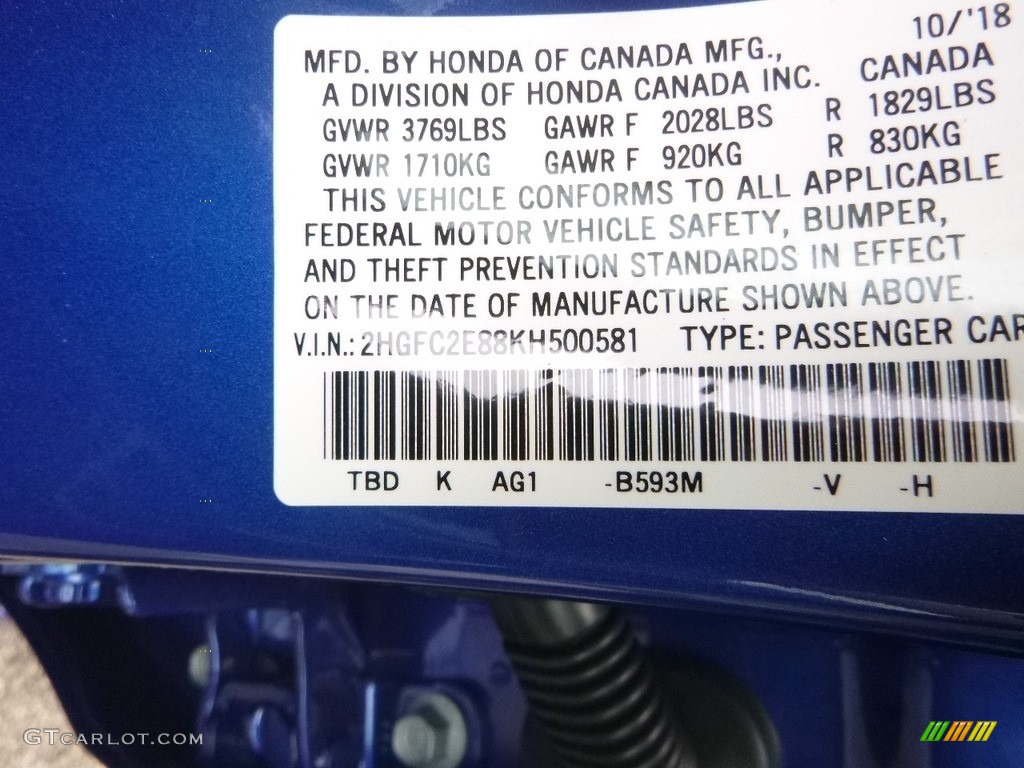 10/'18
MFD. BY HONDA OF CANADA MFG., CANADA
A DIVISION OF HONDA CANADA INC.
GVWR 3769LBS GAWR F 2028LBS R 1829LBS
GVWR 1710KG GAWR F 920KG R 830KG
THIS VEHICLE CONFORMS TO ALL APPLICABLE
FEDERAL MOTOR VEHICLE SAFETY, BUMPER,
AND THEFT PREVENTION STANDARDS IN EFFECT
ON THE DATE OF MANUFACTURE SHOWN ABOVE.
V.I.N.: 2HGFC2E88KH500581 TYPE: PASSENGER CAR
TBD K AG1 -B593M -V -H
GTCARLOT.COM